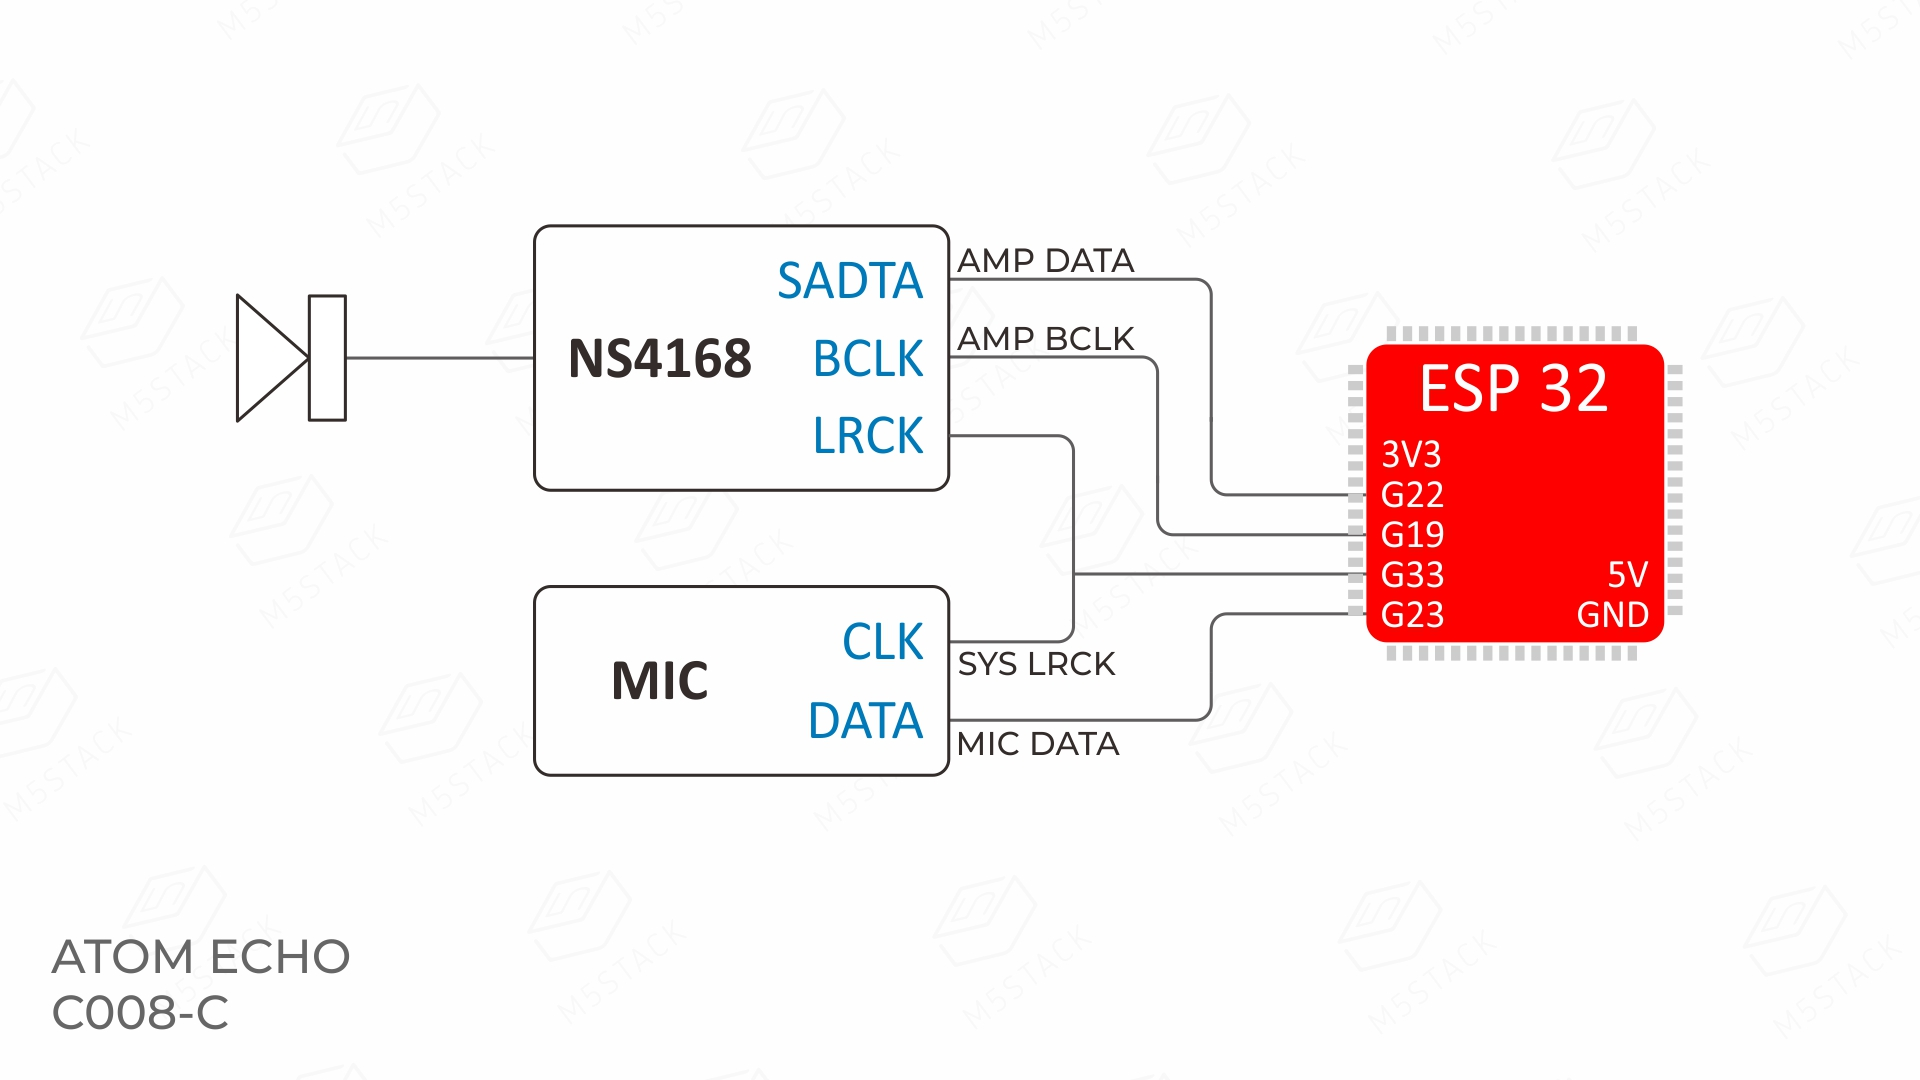 AMP DATA
SADTA
AMP BCLK
NS4168
BCLK
LRCK
ESP 32
3V3
G22
G19
G33
5V
G23
GND
CLK
SYS LRCK
MIC
DATA
MIC DATA
ATOM ECHO
C008-C
M5STACK